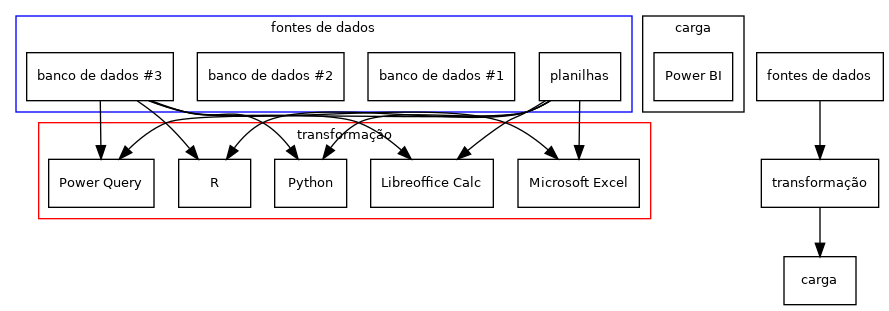 fontes de dados
banco de dados #3
banco de dados #2
banco de dados #1
planilhas
carga
Power BI
fontes de dados
transformação
Power Query
R
Python
Libreoffice Calc
Microsoft Excel
transformação
carga